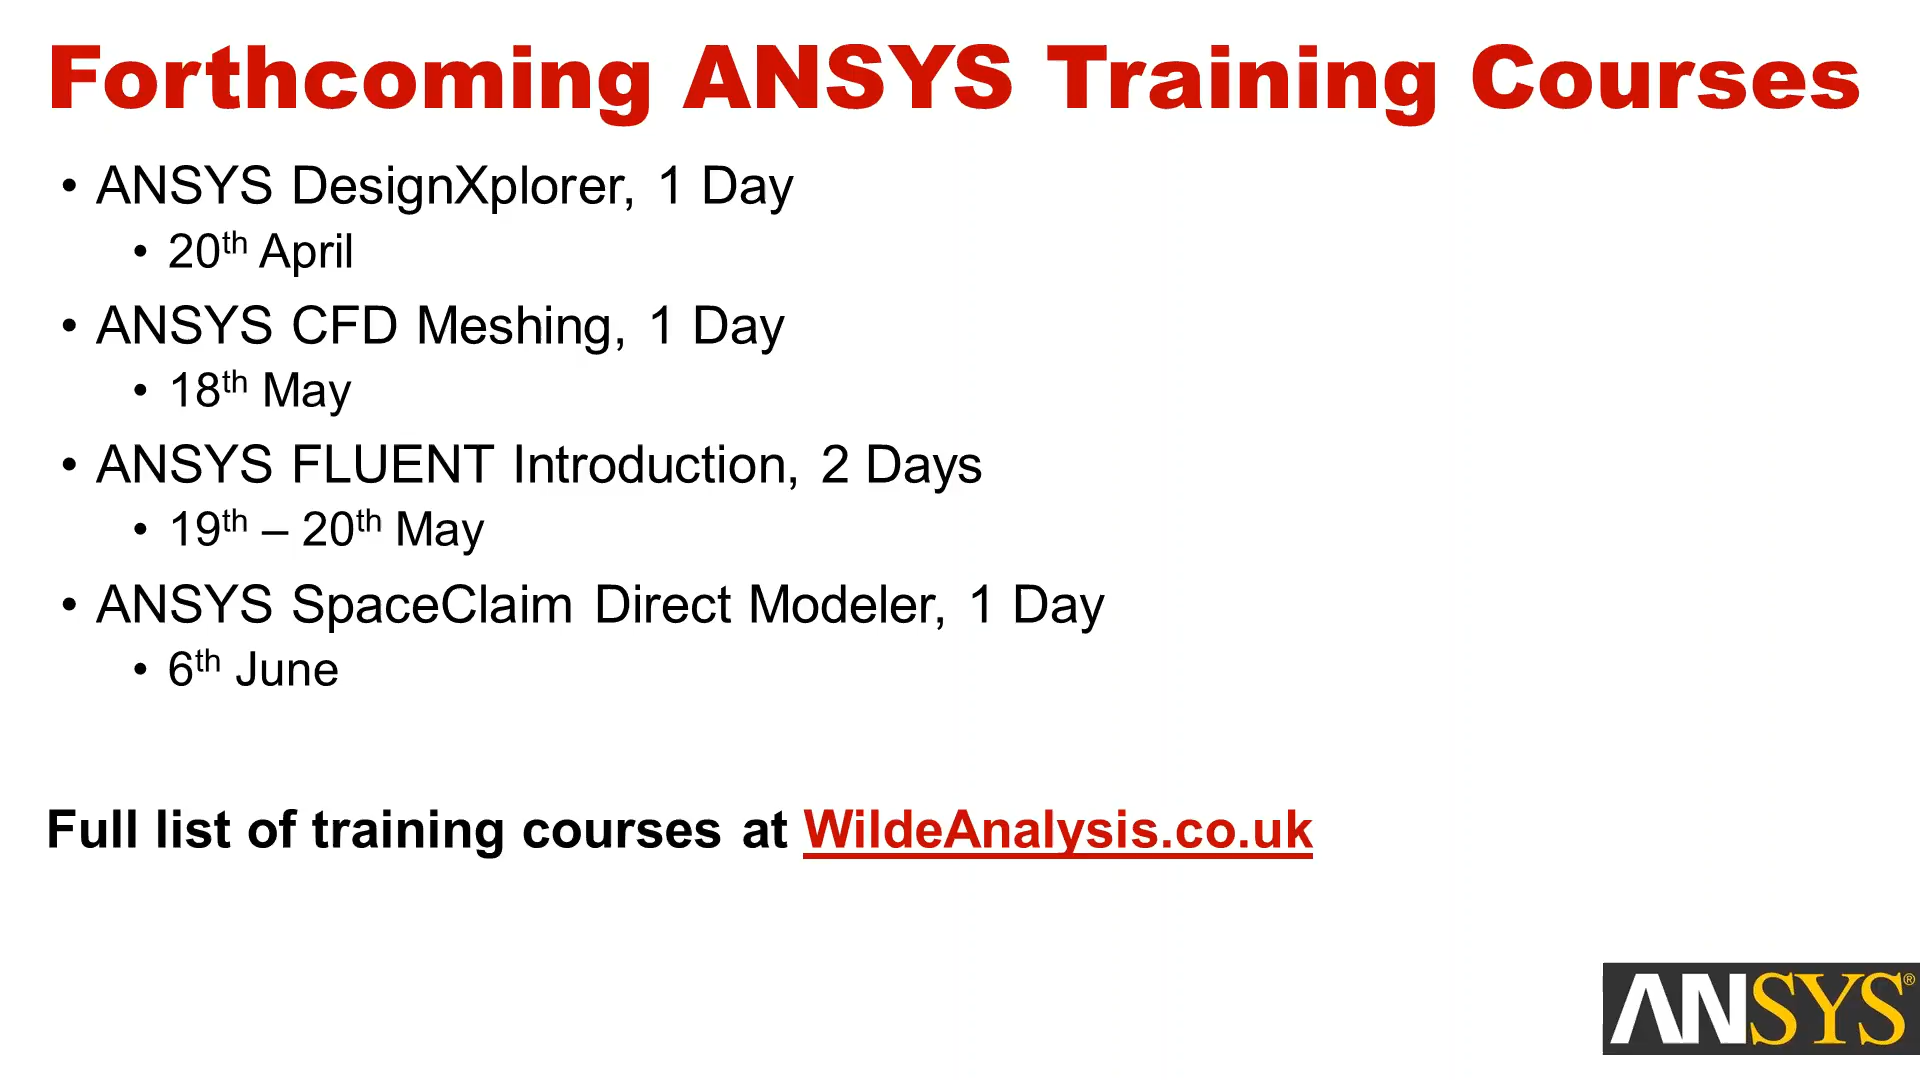 Forthcoming ANSYS Training Courses
• ANSYS DesignXplorer, 1 Day
• 20th April
• ANSYS CFD Meshing, 1 Day
• 18th May
• ANSYS FLUENT Introduction, 2 Days
• 19th – 20th May
• ANSYS SpaceClaim Direct Modeler, 1 Day
• 6th June
Full list of training courses at WildeAnalysis.co.uk
ANSYS®